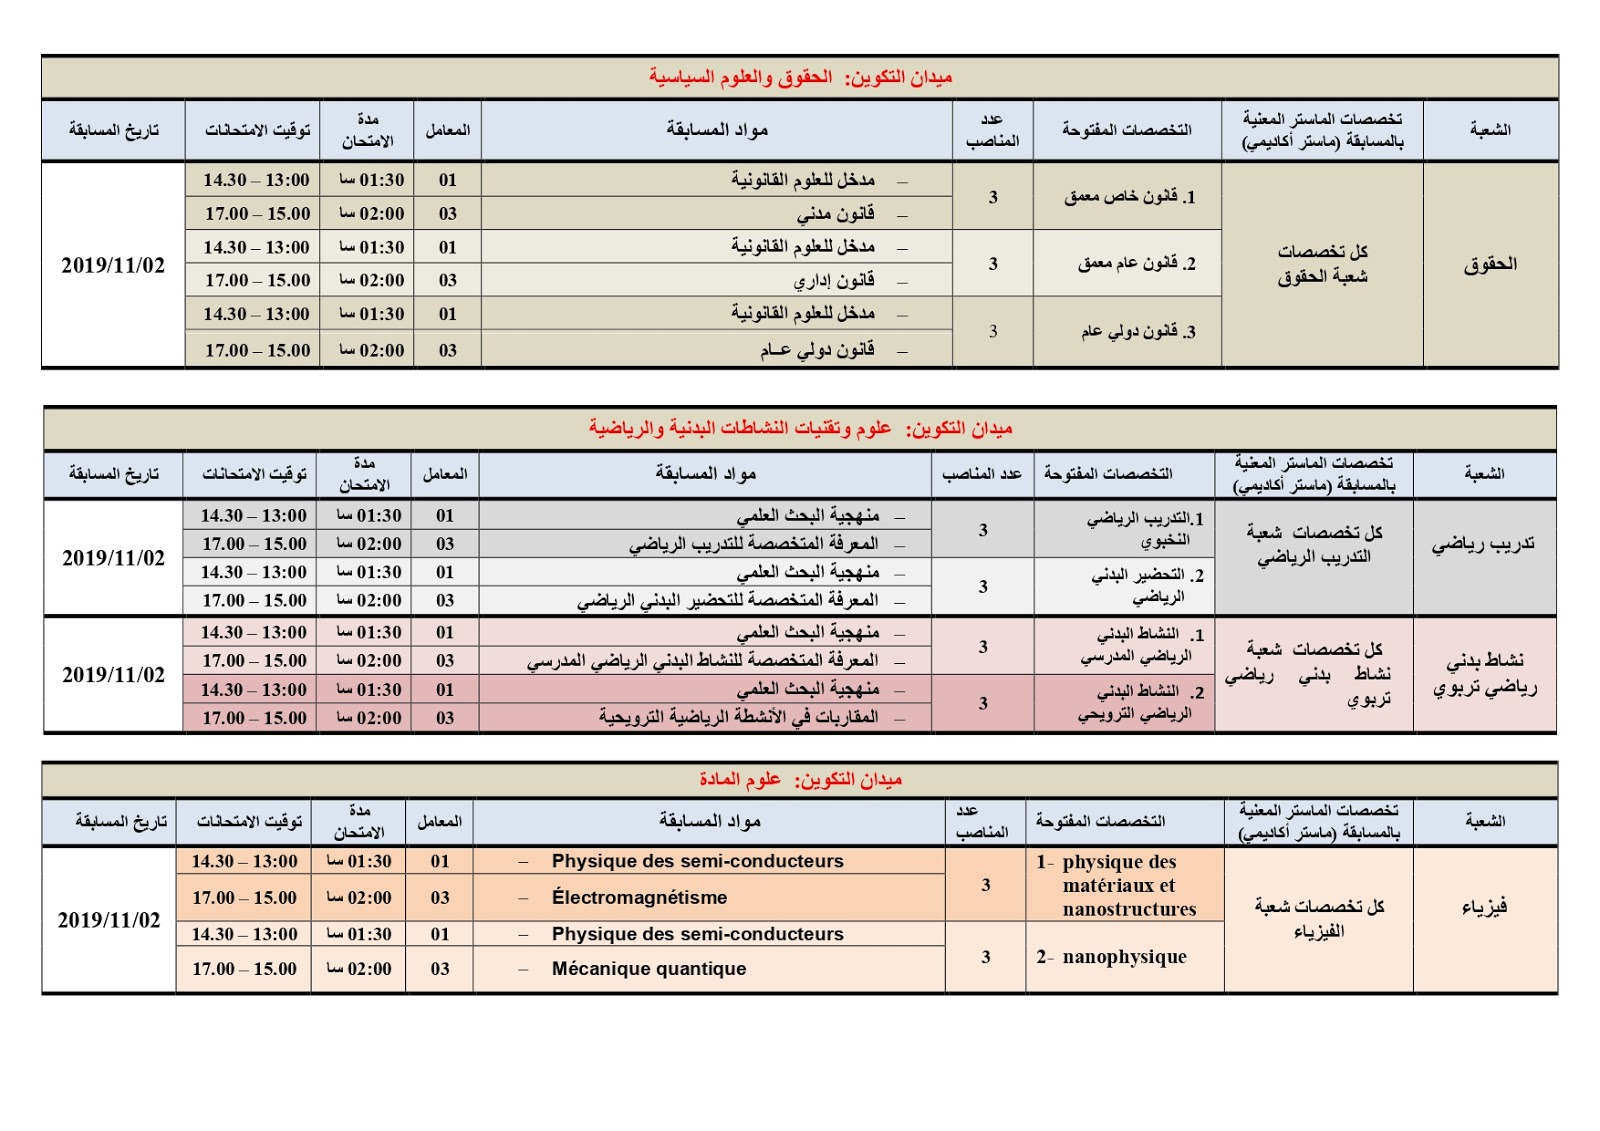 ميدان التكوين: الحقوق والعلوم السياسية
الشعبة
تخصصات الماستر المعنية
بالمسابقة (ماستر أكاديمي)
التخصصات المفتوحة
عدد
المناصب
مواد المسابقة
المعامل
مدة
الامتحان
توقيت الامتحانات
تاريخ المسابقة
الحقوق
كل تخصصات
شعبة الحقوق
1. قانون خاص معمق
3
– مدخل للعلوم القانونية
01
01:30 سا
13:00 – 14.30
– قانون مدني
03
02:00 سا
15.00 – 17.00
2. قانون عام معمق
3
– مدخل للعلوم القانونية
01
01:30 سا
13:00 – 14.30
– قانون إداري
03
02:00 سا
15.00 – 17.00
3. قانون دولي عام
3
– مدخل للعلوم القانونية
01
01:30 سا
13:00 – 14.30
– قانون دولي عــام
03
02:00 سا
15.00 – 17.00
2019/11/02
ميدان التكوين: علوم وتقنيات النشاطات البدنية والرياضية
الشعبة
تخصصات الماستر المعنية
بالمسابقة (ماستر أكاديمي)
التخصصات المفتوحة
عدد المناصب
مواد المسابقة
المعامل
مدة
الامتحان
توقيت الامتحانات
تاريخ المسابقة
تدريب رياضي
كل تخصصات شعبة
التدريب الرياضي
1.التدريب الرياضي
النخبوي
3
– منهجية البحث العلمي
01
01:30 سا
13:00 – 14.30
– المعرفة المتخصصة للتدريب الرياضي
03
02:00 سا
15.00 – 17.00
2. التحضير البدني
الرياضي
3
– منهجية البحث العلمي
01
01:30 سا
13:00 – 14.30
– المعرفة المتخصصة للتحضير البدني الرياضي
03
02:00 سا
15.00 – 17.00
2019/11/02
نشاط بدني
رياضي تربوي
كل تخصصات شعبة
نشاط بدني رياضي
تربوي
1. النشاط البدني
الرياضي المدرسي
3
– منهجية البحث العلمي
01
01:30 سا
13:00 – 14.30
– المعرفة المتخصصة للنشاط البدني الرياضي المدرسي
03
02:00 سا
15.00 – 17.00
2. النشاط البدني
الرياضي الترويحي
3
– منهجية البحث العلمي
01
01:30 سا
13:00 – 14.30
– المقاربات في الأنشطة الرياضية الترويحية
03
02:00 سا
15.00 – 17.00
2019/11/02
ميدان التكوين: علوم المادة
الشعبة
تخصصات الماستر المعنية
بالمسابقة (ماستر أكاديمي)
التخصصات المفتوحة
عدد
المناصب
مواد المسابقة
المعامل
مدة
الامتحان
توقيت الامتحانات
تاريخ المسابقة
فيزياء
كل تخصصات شعبة
الفيزياء
1- physique des
matériaux et
nanostructures
3
– Physique des semi-conducteurs
01
01:30 سا
13:00 – 14.30
– Électromagnétisme
03
02:00 سا
15.00 – 17.00
2- nanophysique
3
– Physique des semi-conducteurs
01
01:30 سا
13:00 – 14.30
– Mécanique quantique
03
02:00 سا
15.00 – 17.00
2019/11/02